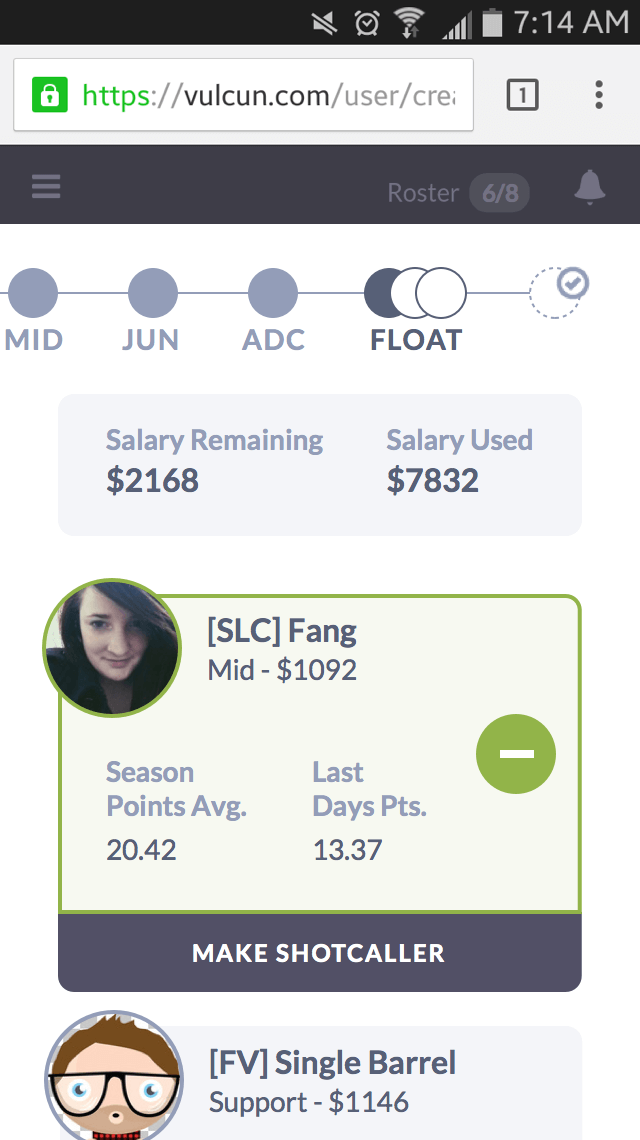 7:14 AM
https://vulcun.com/user/crea
1
Roster 6/8
MID JUN ADC FLOAT
Salary Remaining Salary Used
$2168 $7832
[SLC] Fang
Mid - $1092
Season Last
Points Avg. Days Pts.
20.42 13.37
MAKE SHOTCALLER
[FV] Single Barrel
Support - $1146